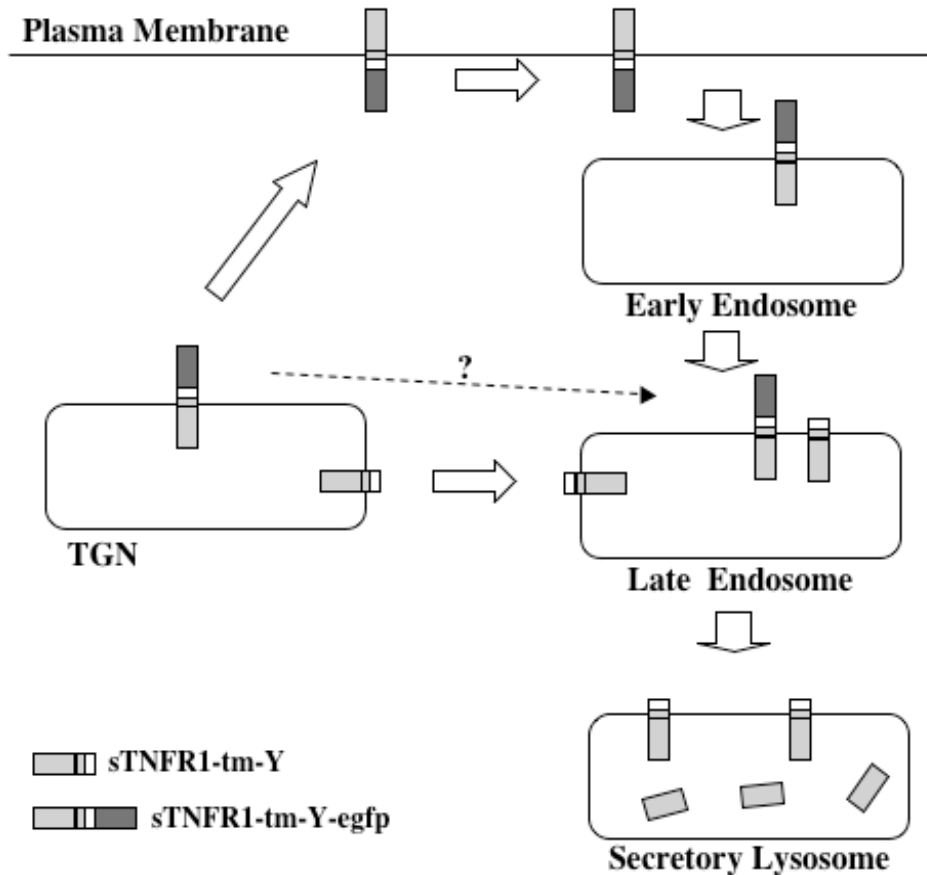 Plasma Membrane
Early Endosome
?
TGN
Late Endosome
sTNFR1-tm-Y
sTNFR1-tm-Y-egfp
Secretory Lysosome